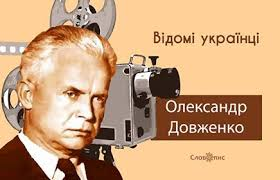 Відомі українці
Олександр
Довженко
Словопис